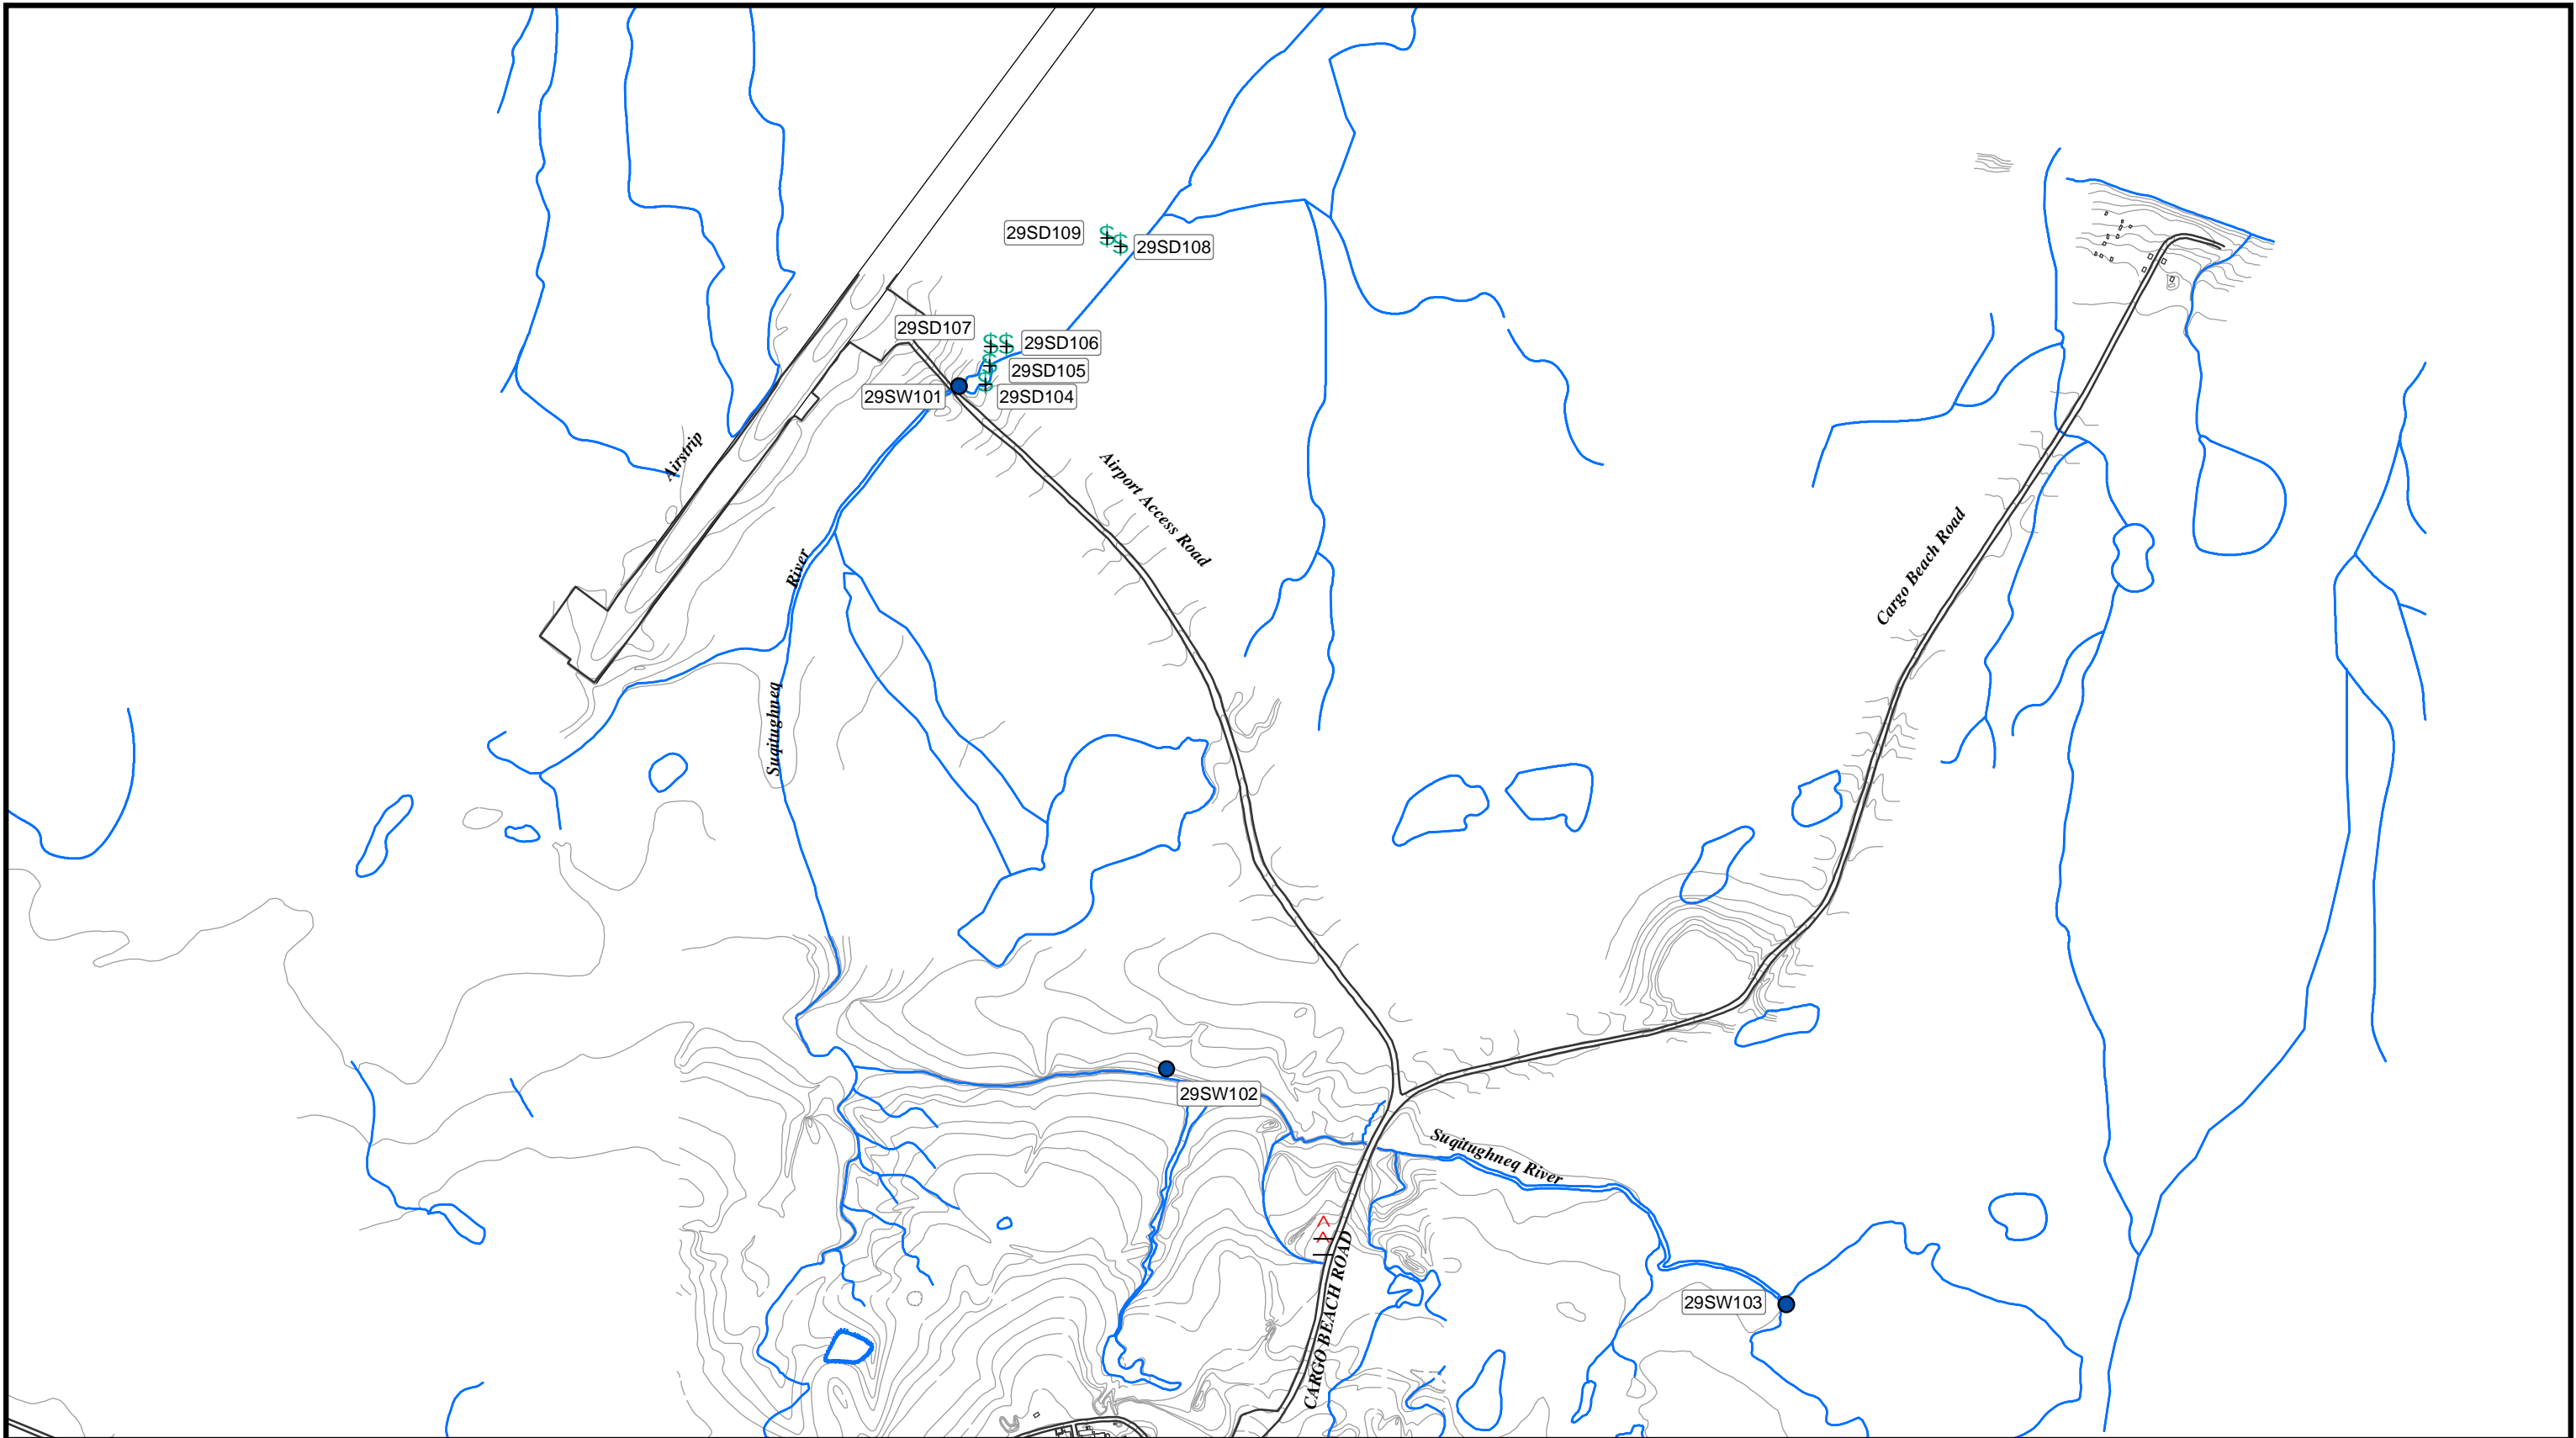 29SD109
29SD108
29SD107
29SD106
29SD105
29SW101
29SD104
Airstrip
Airport Access Road
River
Cargo Beach Road
Suqitughneq
29SW102
Suqitughneq River
CARGO BEACH ROAD
29SW103